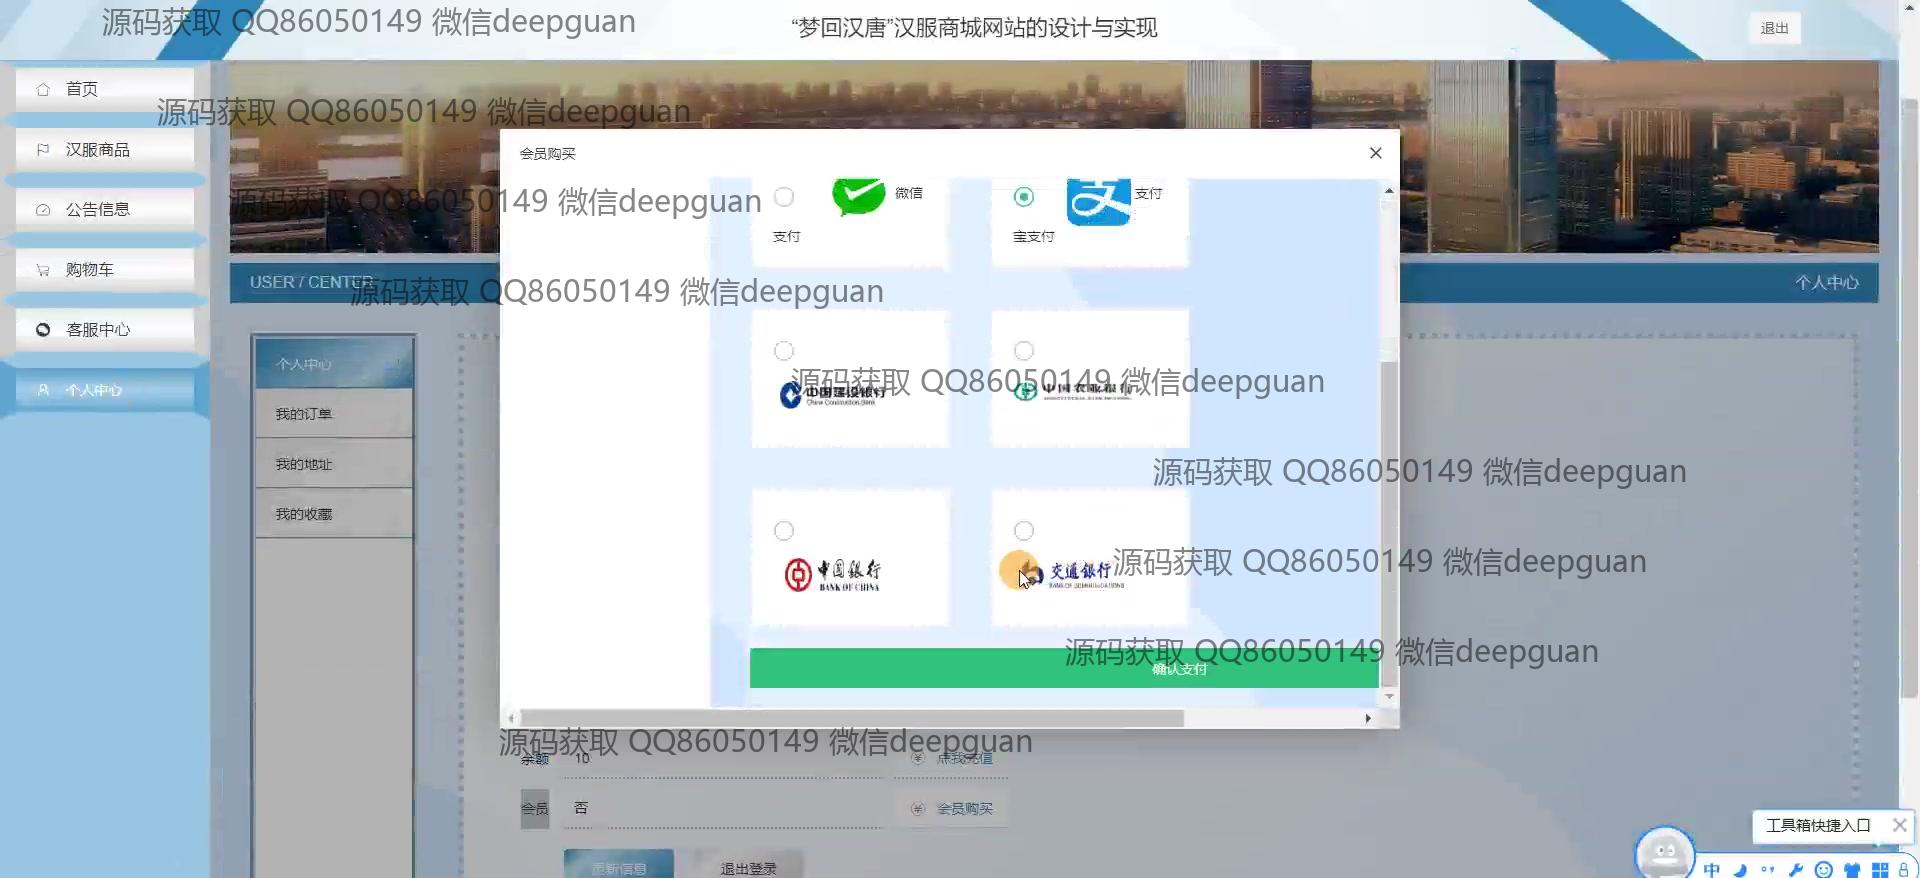 源码获取 QQ86050149 微信deepguan
“梦回汉唐”汉服商城网站的设计与实现
退出
首页
源码获取 QQ86050149 微信deepguan
汉服商品
会员购买
源码获取 QQ86050149 微信deepguan
微信
支付
支付
宝支付
公告信息
购物车
USER / CENTER
源码获取 QQ86050149 微信deepguan
个人中心
客服中心
个人中心
个人中心
我的订单
我的地址
我的收藏
源码获取 QQ86050149 微信deepguan
中国建设银行
China Construction Bank
中国农业银行
源码获取 QQ86050149 微信deepguan
中国银行
BANK OF CHINA
交通银行
BANK OF COMMUNICATIONS
源码获取 QQ86050149 微信deepguan
源码获取 QQ86050149 微信deepguan
确认支付
源码获取 QQ86050149 微信deepguan
余额
10
点我充值
会员
否
会员购买
更新信息
退出登录
工具箱快捷入口
中